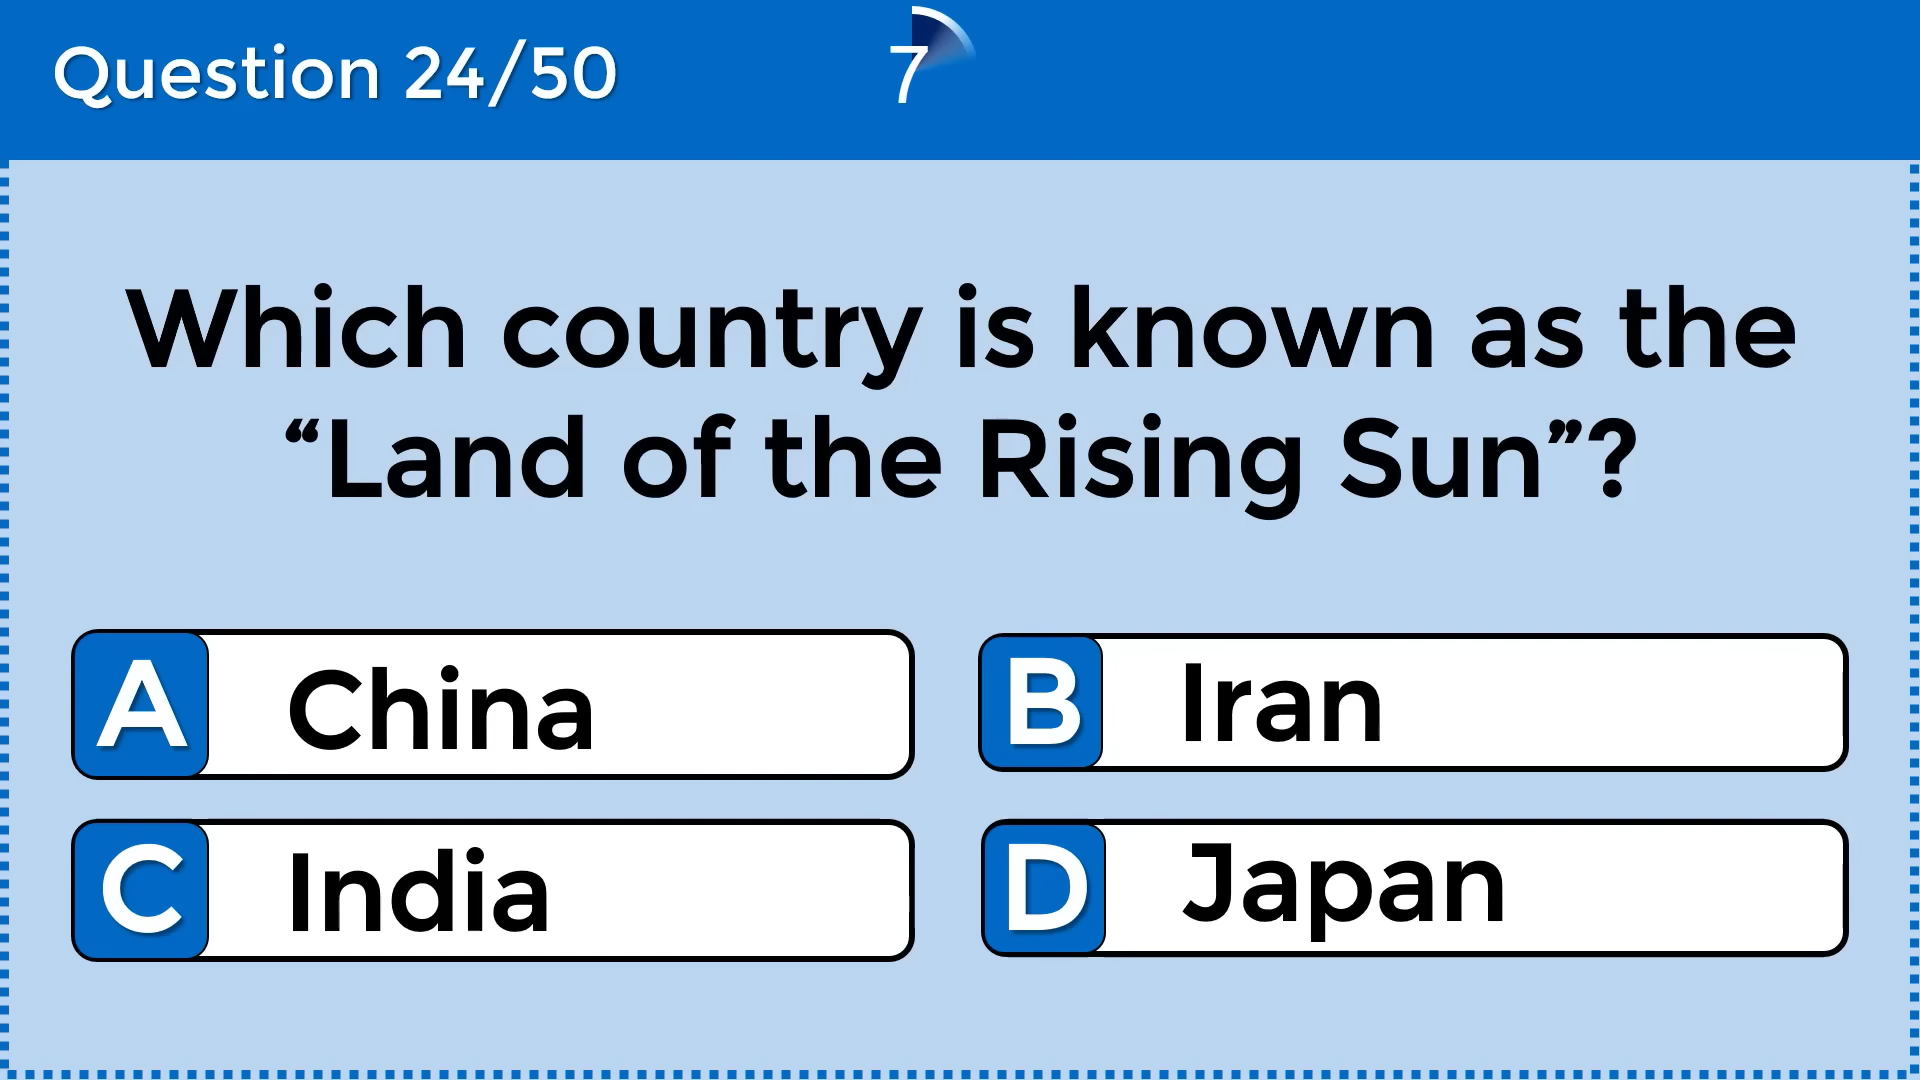 Question 24/50
7
Which country is known as the
“Land of the Rising Sun”?
A China
B Iran
C India
D Japan